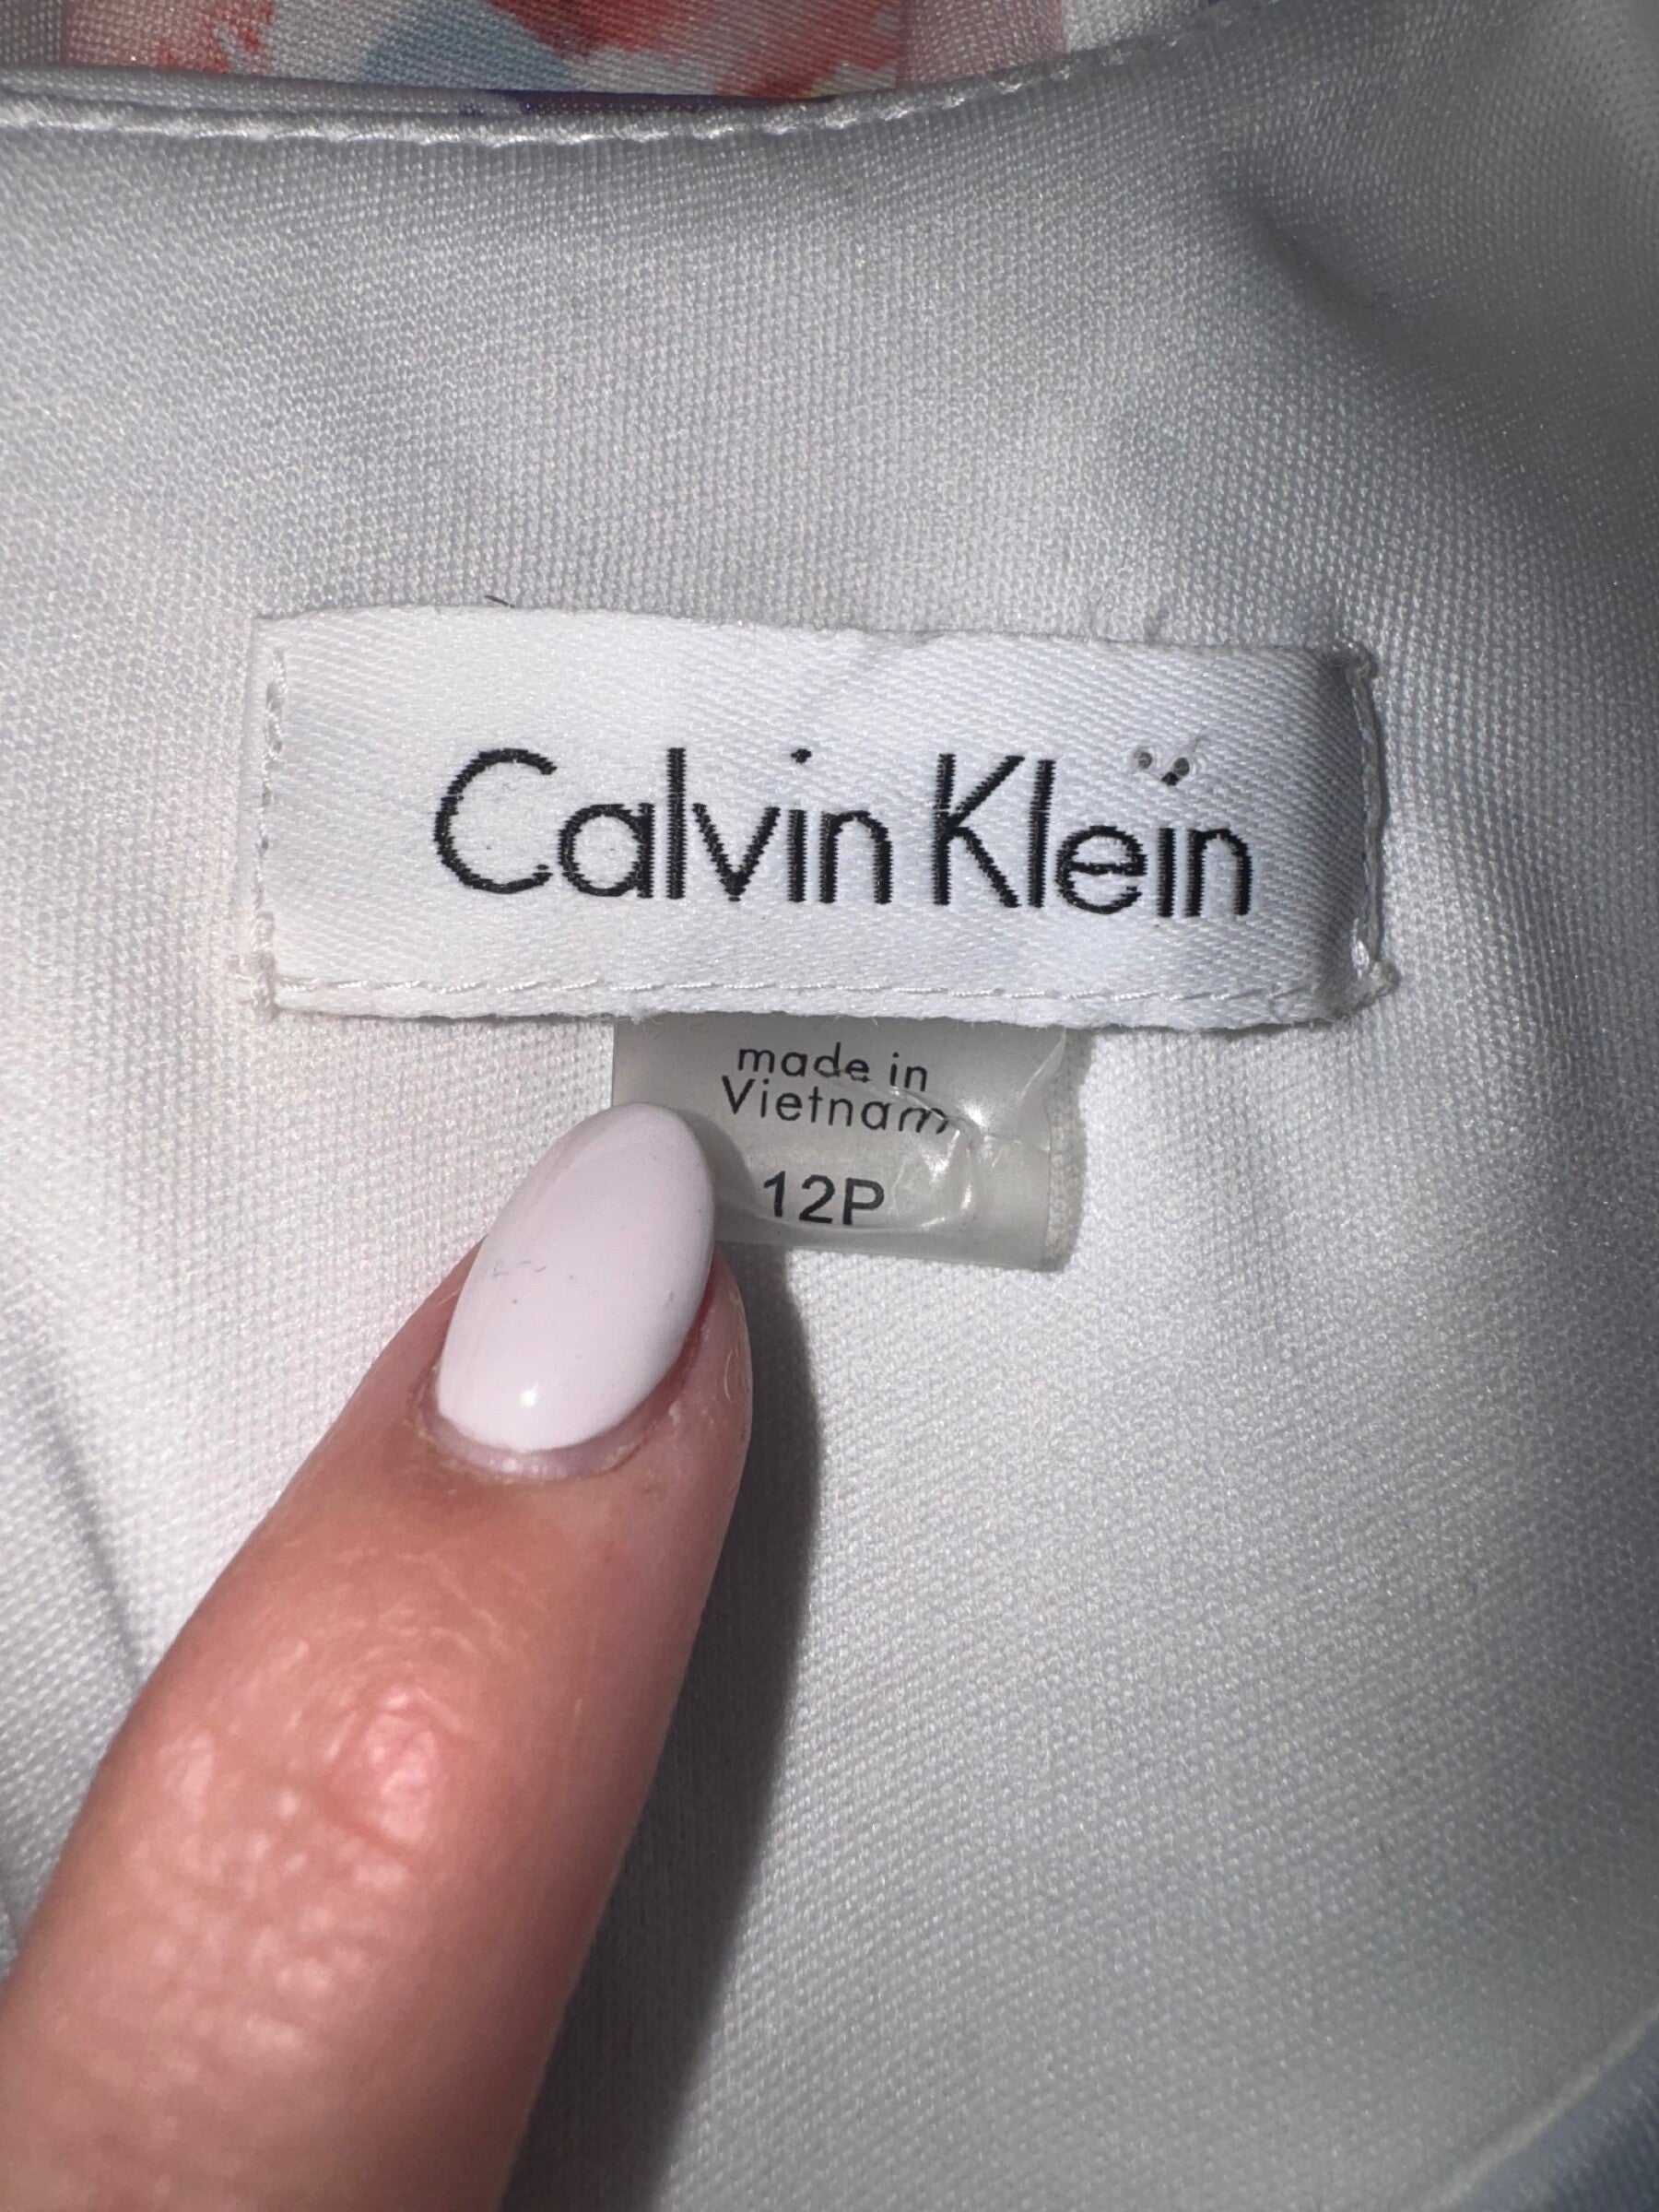 Calvin Klein
made in
Vietnam
12P